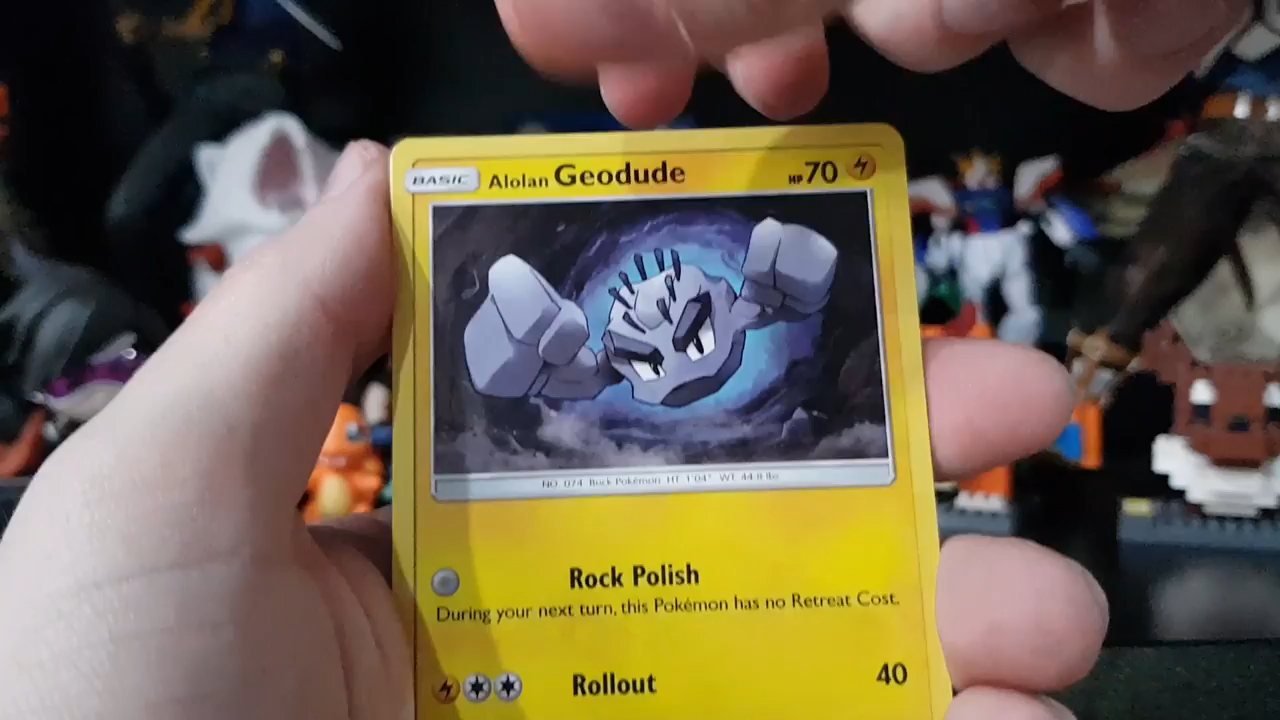 BASIC Alolan Geodude HP 70
NO. 074 Rock Pokémon HT 1'04" WT 44.8 lbs
Rock Polish
During your next turn, this Pokémon has no Retreat Cost.
Rollout 40